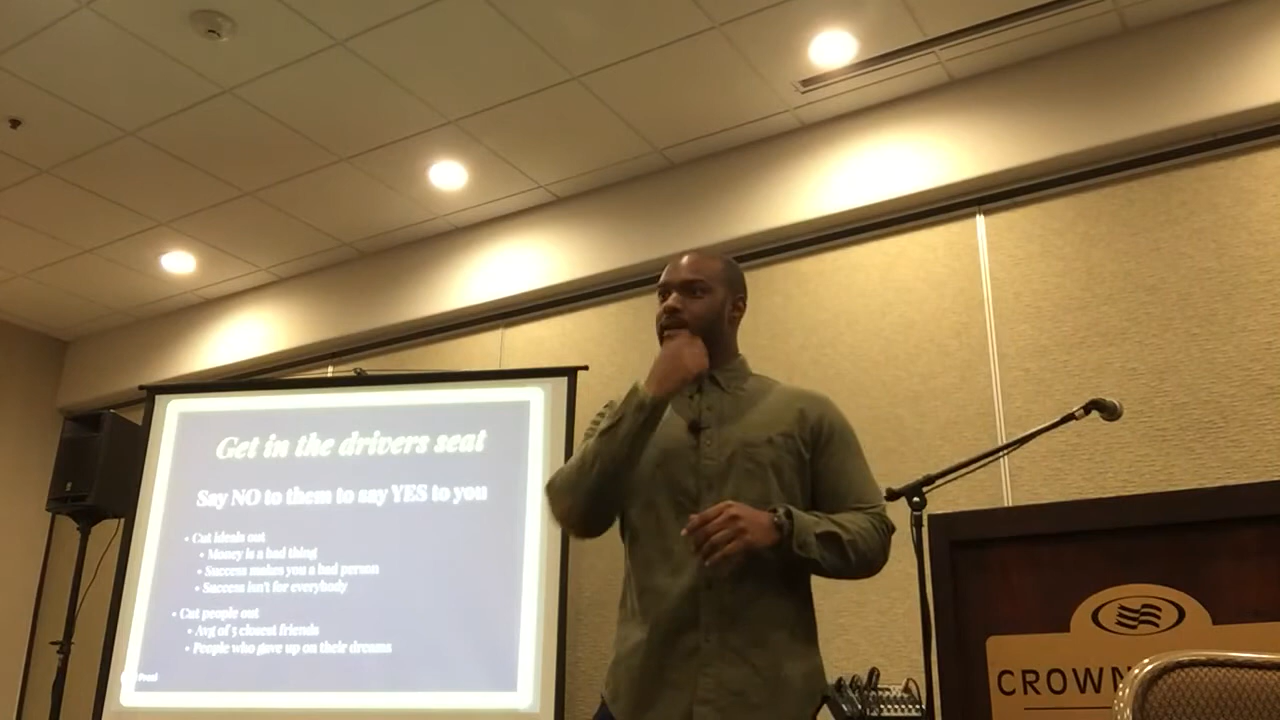 Get in the drivers seat
Say NO to them to say YES to you
• Cut ideals out
• Money is a bad thing
• Success makes you a bad person
• Success isn't for everybody
• Cut people out
• Avg of 5 closest friends
• People who gave up on their dreams
Prezi
CROWN